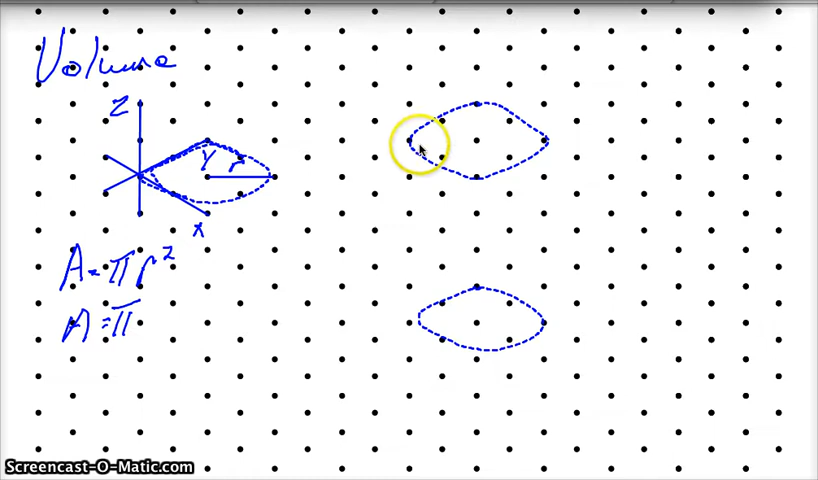 Volume
Z
Y r
X
A=πr²
A=π
Screencast-O-Matic.com